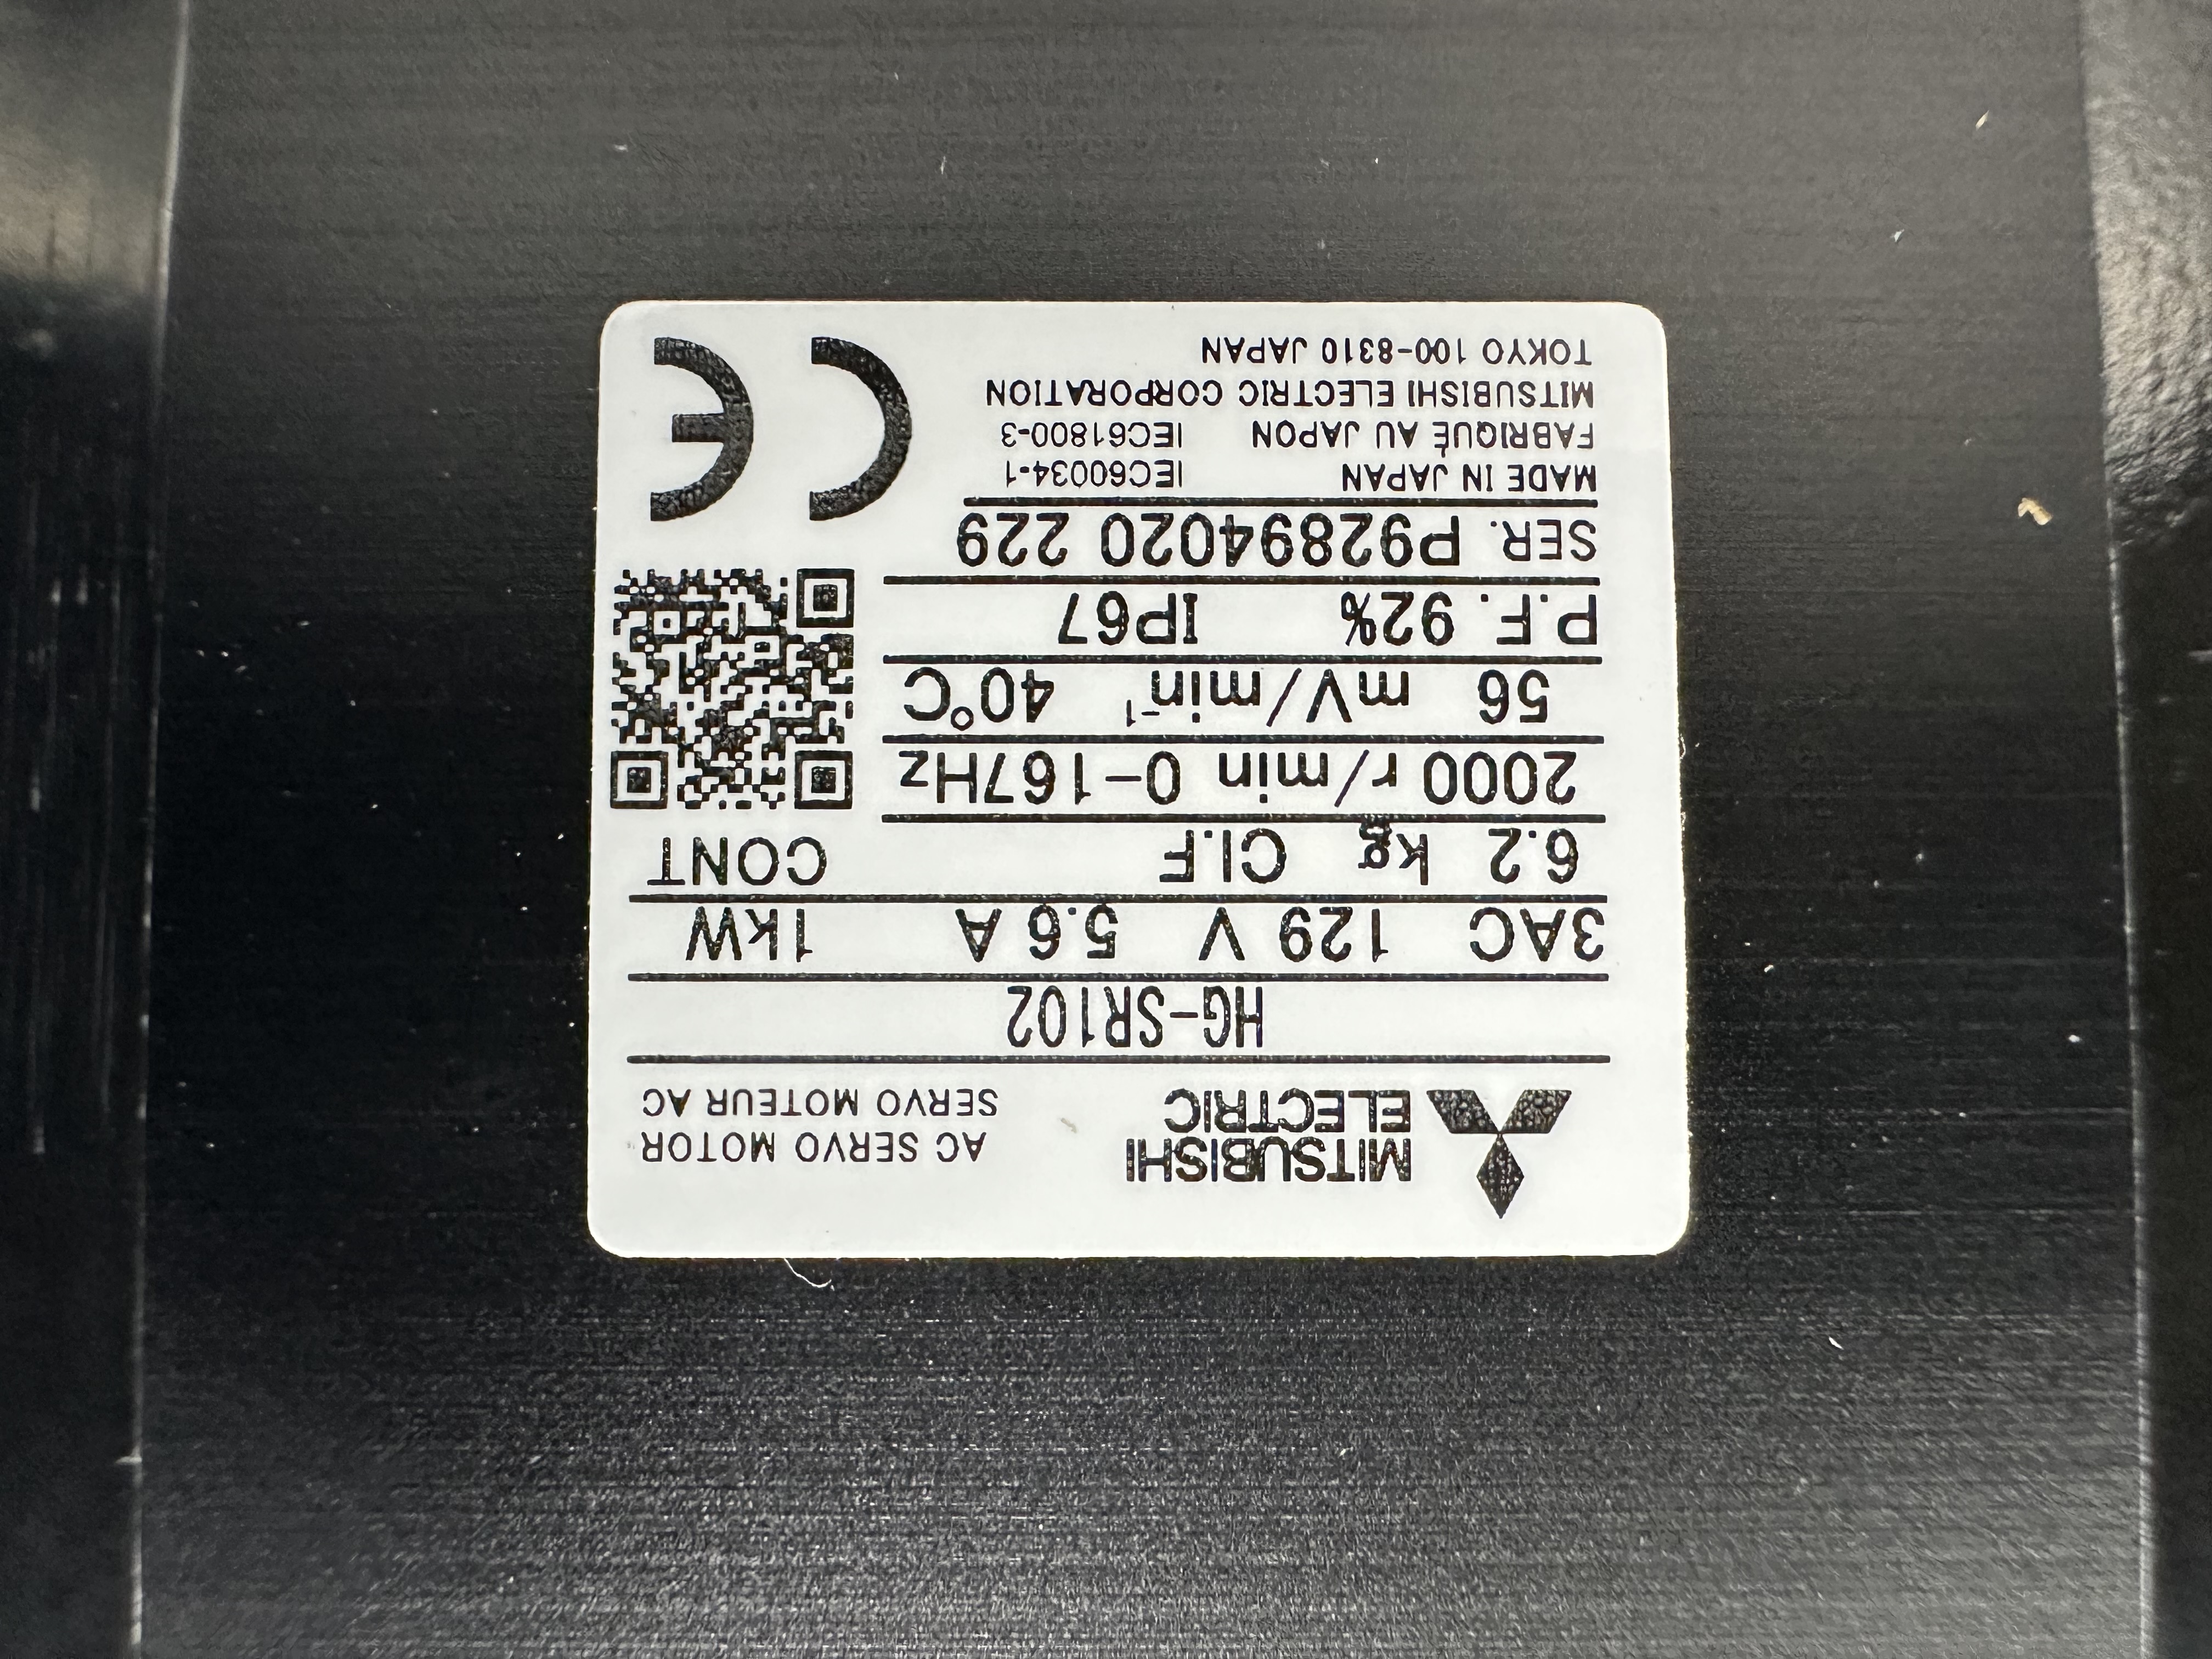 MITSUBISHI
ELECTRIC
AC SERVO MOTOR
SERVO MOTEUR AC
HG-SR102
3AC 129 V 5.6 A 1kW
6.2 kg Cl.F CONT
2000 r/min 0-167Hz
56 mV/min⁻¹ 40°C
P.F. 92% IP67
SER. P92894020 229
MADE IN JAPAN IEC60034-1
FABRIQUÉ AU JAPON IEC61800-3
MITSUBISHI ELECTRIC CORPORATION
TOKYO 100-8310 JAPAN
CE